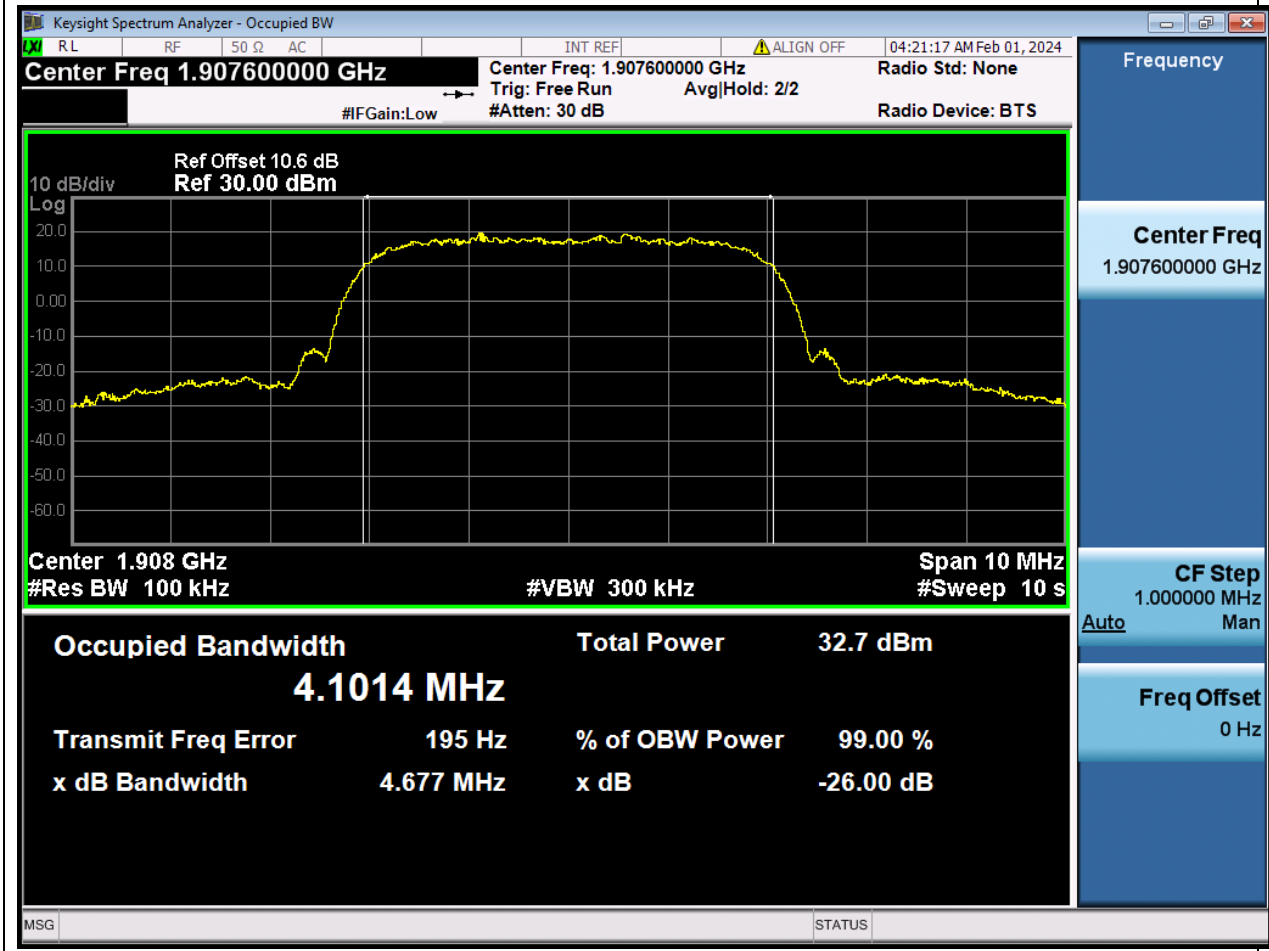 Keysight Spectrum Analyzer - Occupied BW
LXI RL RF 50 Ω AC INT REF ALIGN OFF 04:21:17 AM Feb 01, 2024
Center Freq 1.907600000 GHz
Center Freq: 1.907600000 GHz
Radio Std: None
Trig: Free Run Avg|Hold: 2/2
#IFGain:Low
#Atten: 30 dB
Radio Device: BTS
Ref Offset 10.6 dB
10 dB/div Ref 30.00 dBm
Log
20.0
10.0
0.00
-10.0
-20.0
-30.0
-40.0
-50.0
-60.0
Center 1.908 GHz Span 10 MHz
#Res BW 100 kHz #VBW 300 kHz #Sweep 10 s
Occupied Bandwidth Total Power 32.7 dBm
4.1014 MHz
Transmit Freq Error 195 Hz % of OBW Power 99.00 %
x dB Bandwidth 4.677 MHz x dB -26.00 dB
Frequency
Center Freq
1.907600000 GHz
CF Step
1.000000 MHz
Auto Man
Freq Offset
0 Hz
MSG STATUS